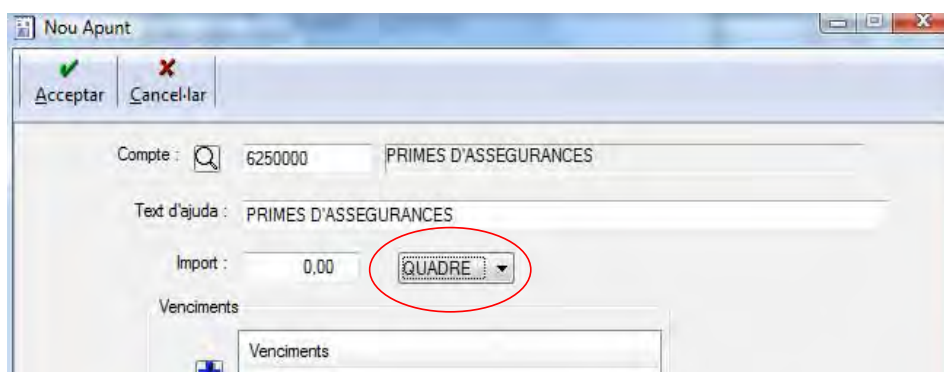 Nou Apunt
Acceptar Cancel·lar
Compte : 6250000 PRIMES D'ASSEGURANCES
Text d'ajuda : PRIMES D'ASSEGURANCES
Import : 0,00 QUADRE
Venciments
Venciments